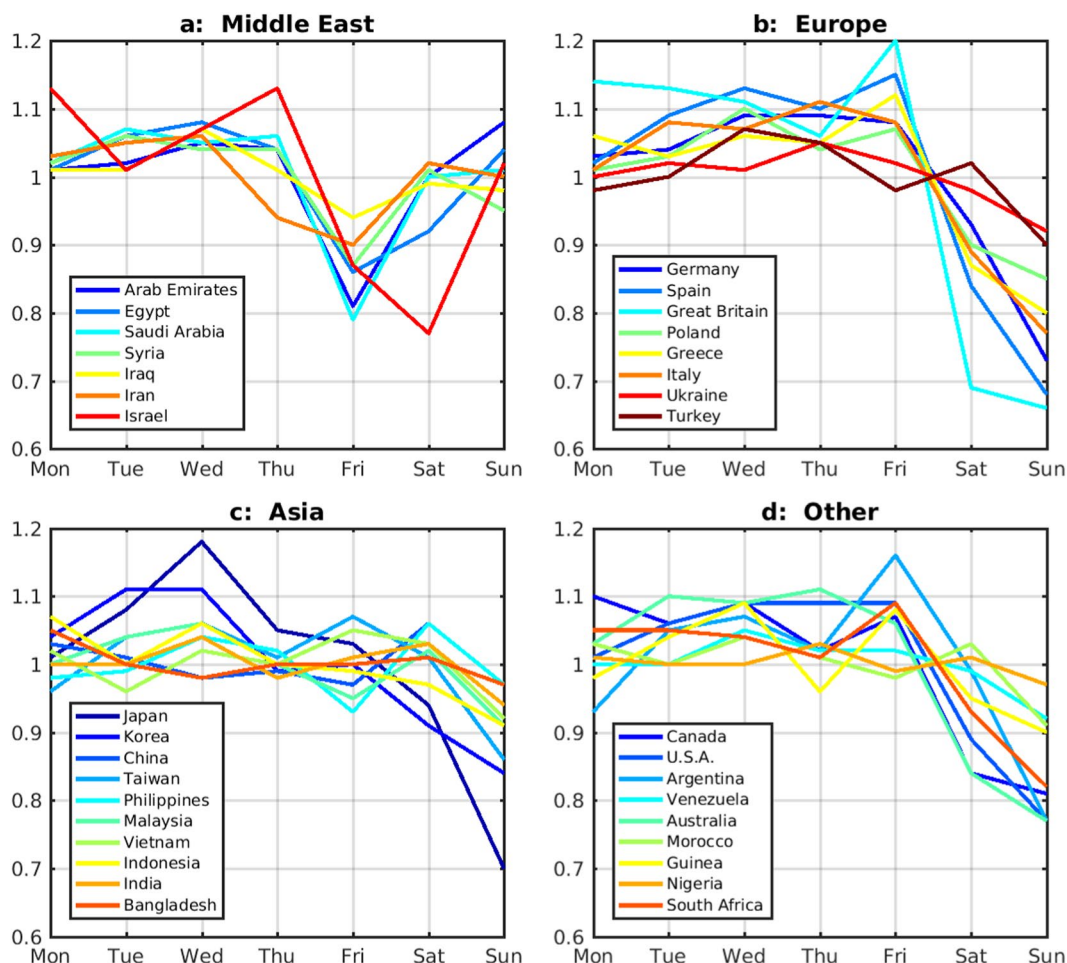 a: Middle East
1.2
1.1
1
0.9
0.8
0.7
0.6
Arab Emirates
Egypt
Saudi Arabia
Syria
Iraq
Iran
Israel
Mon Tue Wed Thu Fri Sat Sun
b: Europe
1.2
1.1
1
0.9
0.8
0.7
0.6
Germany
Spain
Great Britain
Poland
Greece
Italy
Ukraine
Turkey
Mon Tue Wed Thu Fri Sat Sun
c: Asia
1.2
1.1
1
0.9
0.8
0.7
0.6
Japan
Korea
China
Taiwan
Philippines
Malaysia
Vietnam
Indonesia
India
Bangladesh
Mon Tue Wed Thu Fri Sat Sun
d: Other
1.2
1.1
1
0.9
0.8
0.7
0.6
Canada
U.S.A.
Argentina
Venezuela
Australia
Morocco
Guinea
Nigeria
South Africa
Mon Tue Wed Thu Fri Sat Sun